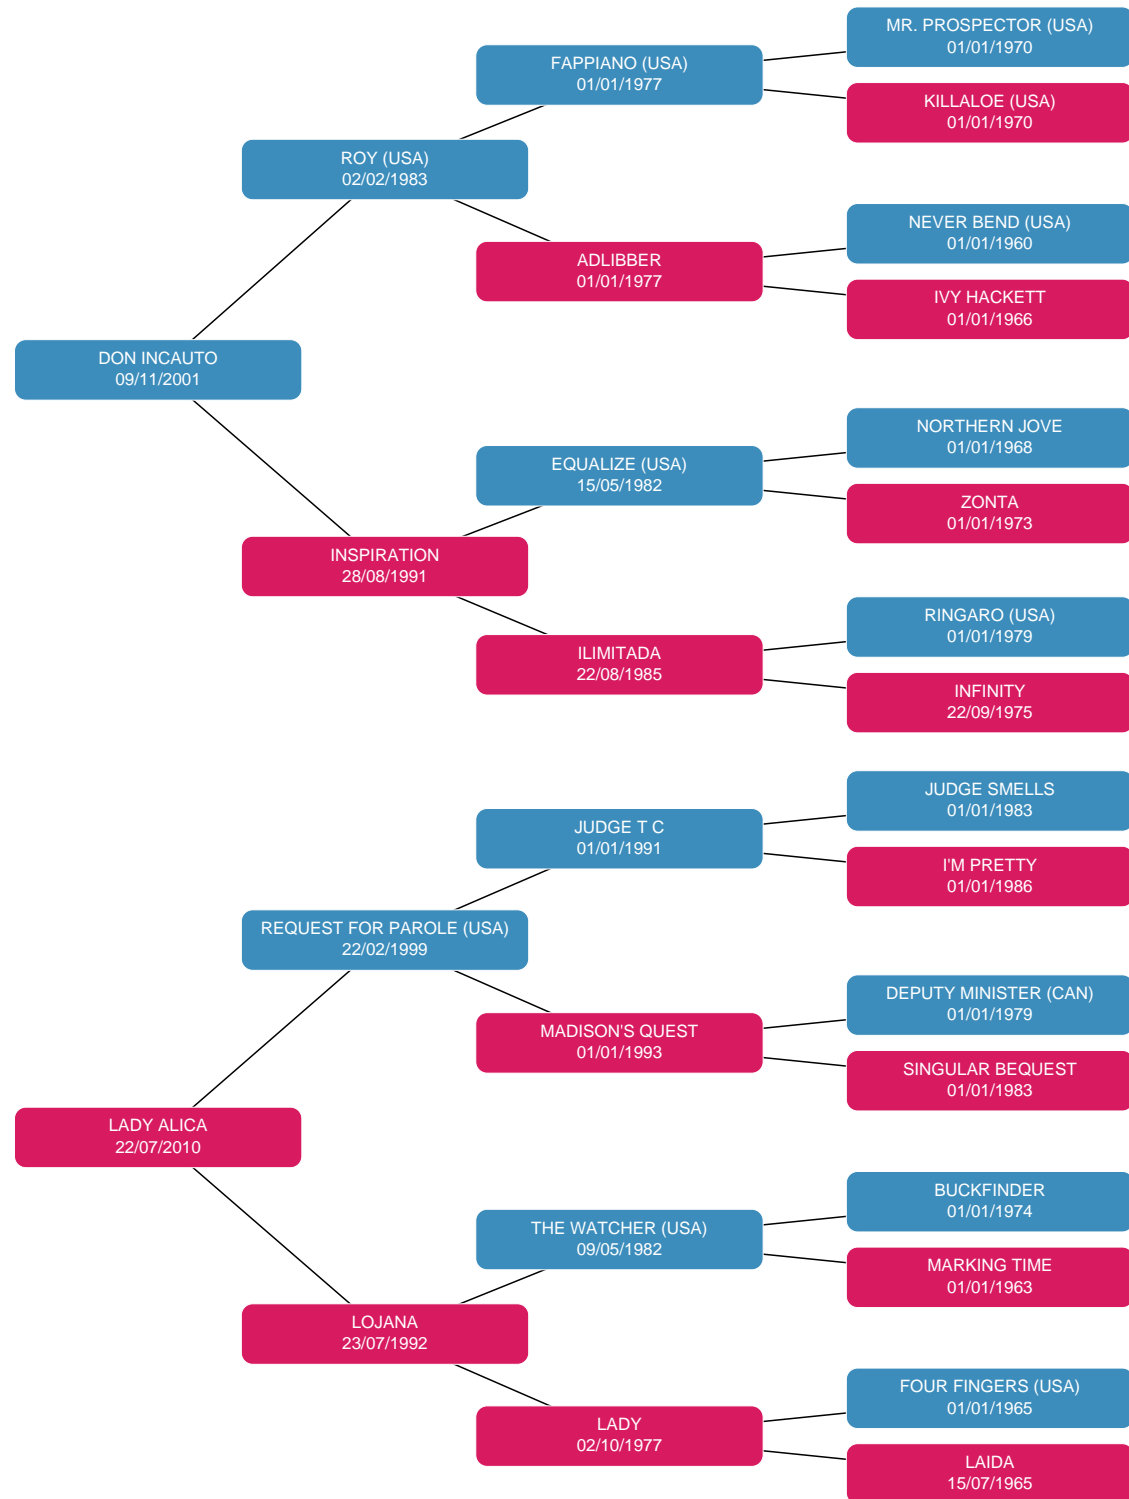 MR. PROSPECTOR (USA)
01/01/1970
FAPPIANO (USA)
01/01/1977
KILLALOE (USA)
01/01/1970
ROY (USA)
02/02/1983
NEVER BEND (USA)
01/01/1960
ADLIBBER
01/01/1977
IVY HACKETT
01/01/1966
DON INCAUTO
09/11/2001
NORTHERN JOVE
01/01/1968
EQUALIZE (USA)
15/05/1982
ZONTA
01/01/1973
INSPIRATION
28/08/1991
RINGARO (USA)
01/01/1979
ILIMITADA
22/08/1985
INFINITY
22/09/1975
JUDGE SMELLS
01/01/1983
JUDGE T C
01/01/1991
I'M PRETTY
01/01/1986
REQUEST FOR PAROLE (USA)
22/02/1999
DEPUTY MINISTER (CAN)
01/01/1979
MADISON'S QUEST
01/01/1993
SINGULAR BEQUEST
01/01/1983
LADY ALICA
22/07/2010
BUCKFINDER
01/01/1974
THE WATCHER (USA)
09/05/1982
MARKING TIME
01/01/1963
LOJANA
23/07/1992
FOUR FINGERS (USA)
01/01/1965
LADY
02/10/1977
LAIDA
15/07/1965